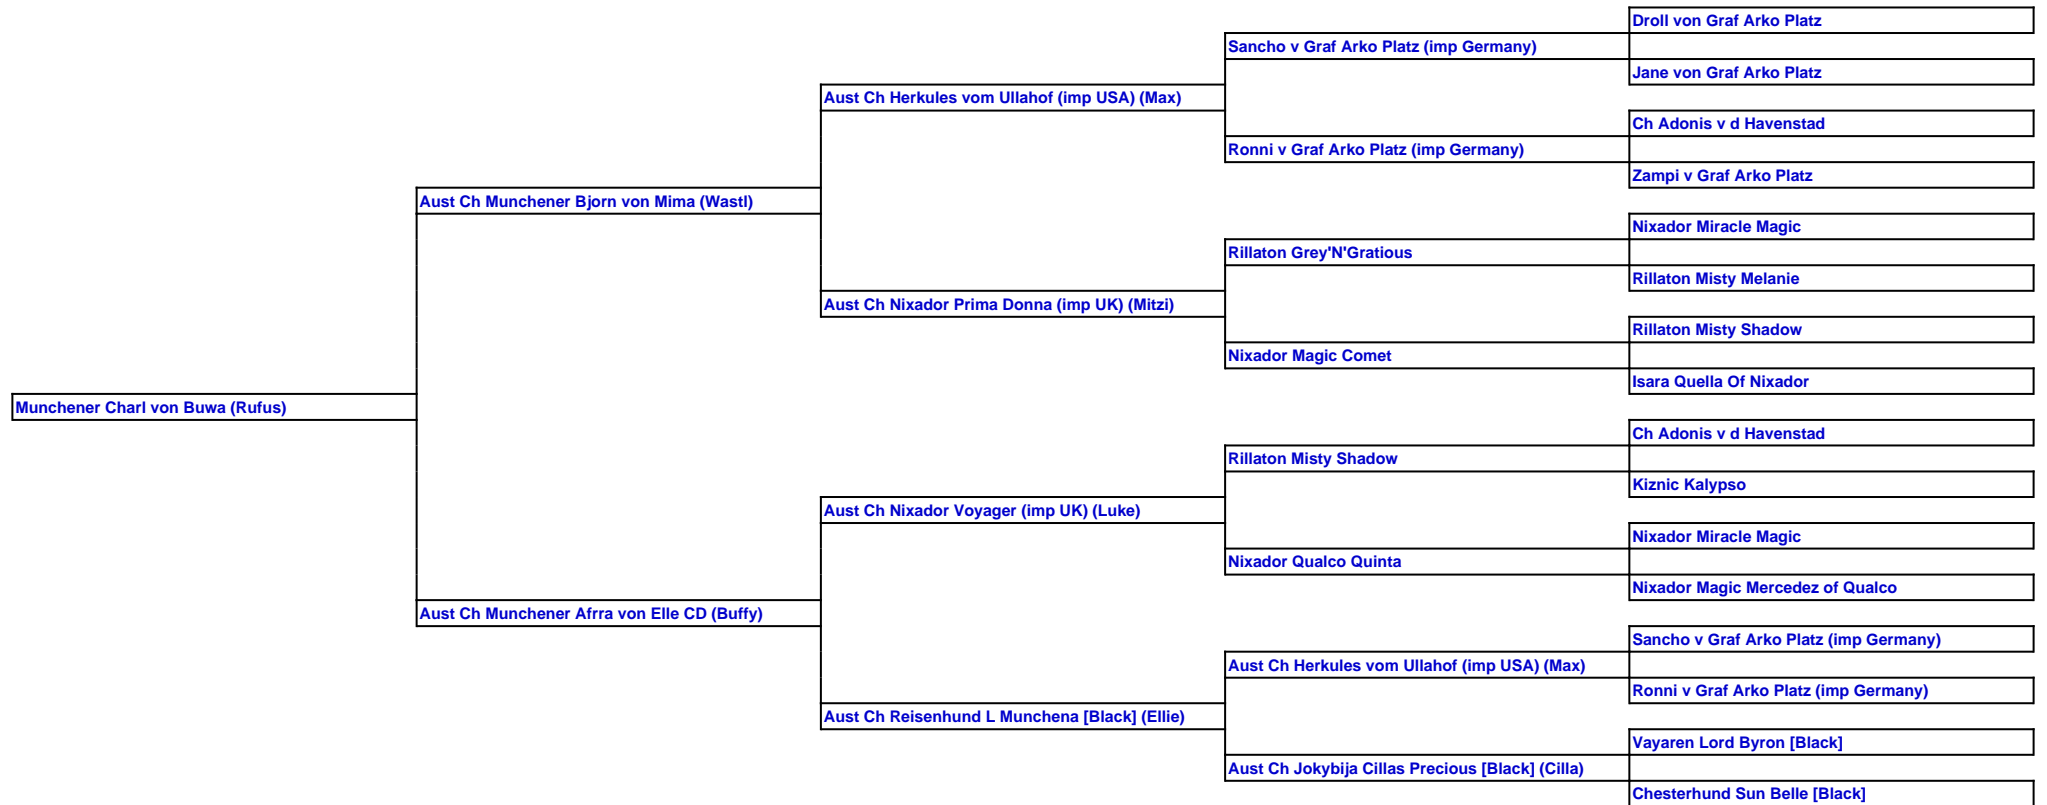 Droll von Graf Arko Platz
Sancho v Graf Arko Platz (imp Germany)
Jane von Graf Arko Platz
Aust Ch Herkules vom Ullahof (imp USA) (Max)
Ch Adonis v d Havenstad
Ronni v Graf Arko Platz (imp Germany)
Zampi v Graf Arko Platz
Aust Ch Munchener Bjorn von Mima (Wastl)
Nixador Miracle Magic
Rillaton Grey'N'Gratious
Rillaton Misty Melanie
Aust Ch Nixador Prima Donna (imp UK) (Mitzi)
Rillaton Misty Shadow
Nixador Magic Comet
Isara Quella Of Nixador
Munchener Charl von Buwa (Rufus)
Ch Adonis v d Havenstad
Rillaton Misty Shadow
Kiznic Kalypso
Aust Ch Nixador Voyager (imp UK) (Luke)
Nixador Miracle Magic
Nixador Qualco Quinta
Nixador Magic Mercedez of Qualco
Aust Ch Munchener Afrra von Elle CD (Buffy)
Sancho v Graf Arko Platz (imp Germany)
Aust Ch Herkules vom Ullahof (imp USA) (Max)
Ronni v Graf Arko Platz (imp Germany)
Aust Ch Reisenhund L Munchena [Black] (Ellie)
Vayaren Lord Byron [Black]
Aust Ch Jokybija Cillas Precious [Black] (Cilla)
Chesterhund Sun Belle [Black]